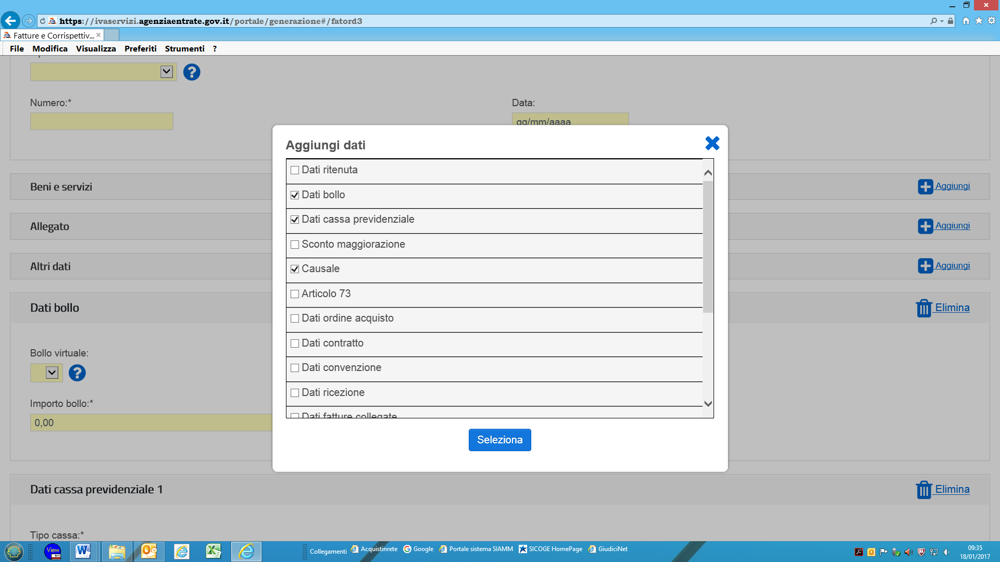 https://ivaservizi.agenziaentrate.gov.it/portale/generazione#/fatord3
Fatture e Corrispettiv...
File Modifica Visualizza Preferiti Strumenti ?
Numero:*
Data:
gg/mm/aaaa
Aggiungi dati
Dati ritenuta
Dati bollo
Dati cassa previdenziale
Sconto maggiorazione
Causale
Articolo 73
Dati ordine acquisto
Dati contratto
Dati convenzione
Dati ricezione
Dati fatture collegate
Seleziona
Beni e servizi
Aggiungi
Allegato
Aggiungi
Altri dati
Aggiungi
Dati bollo
Elimina
Bollo virtuale:
Importo bollo:*
0,00
Dati cassa previdenziale 1
Elimina
Tipo cassa:*
View
Collegamenti Acquistinrete Google Portale sistema SIAMM SICOGE HomePage GiudiciNet
09:35
18/01/2017